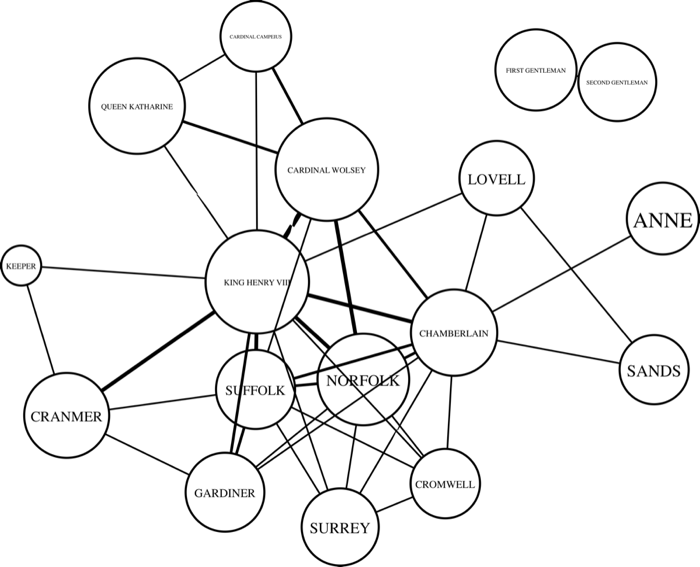 CARDINAL CAMPEIUS
FIRST GENTLEMAN
SECOND GENTLEMAN
QUEEN KATHARINE
CARDINAL WOLSEY
LOVELL
ANNE
KEEPER
KING HENRY VIII
CHAMBERLAIN
SANDS
NORFOLK
SUFFOLK
CRANMER
CROMWELL
GARDINER
SURREY